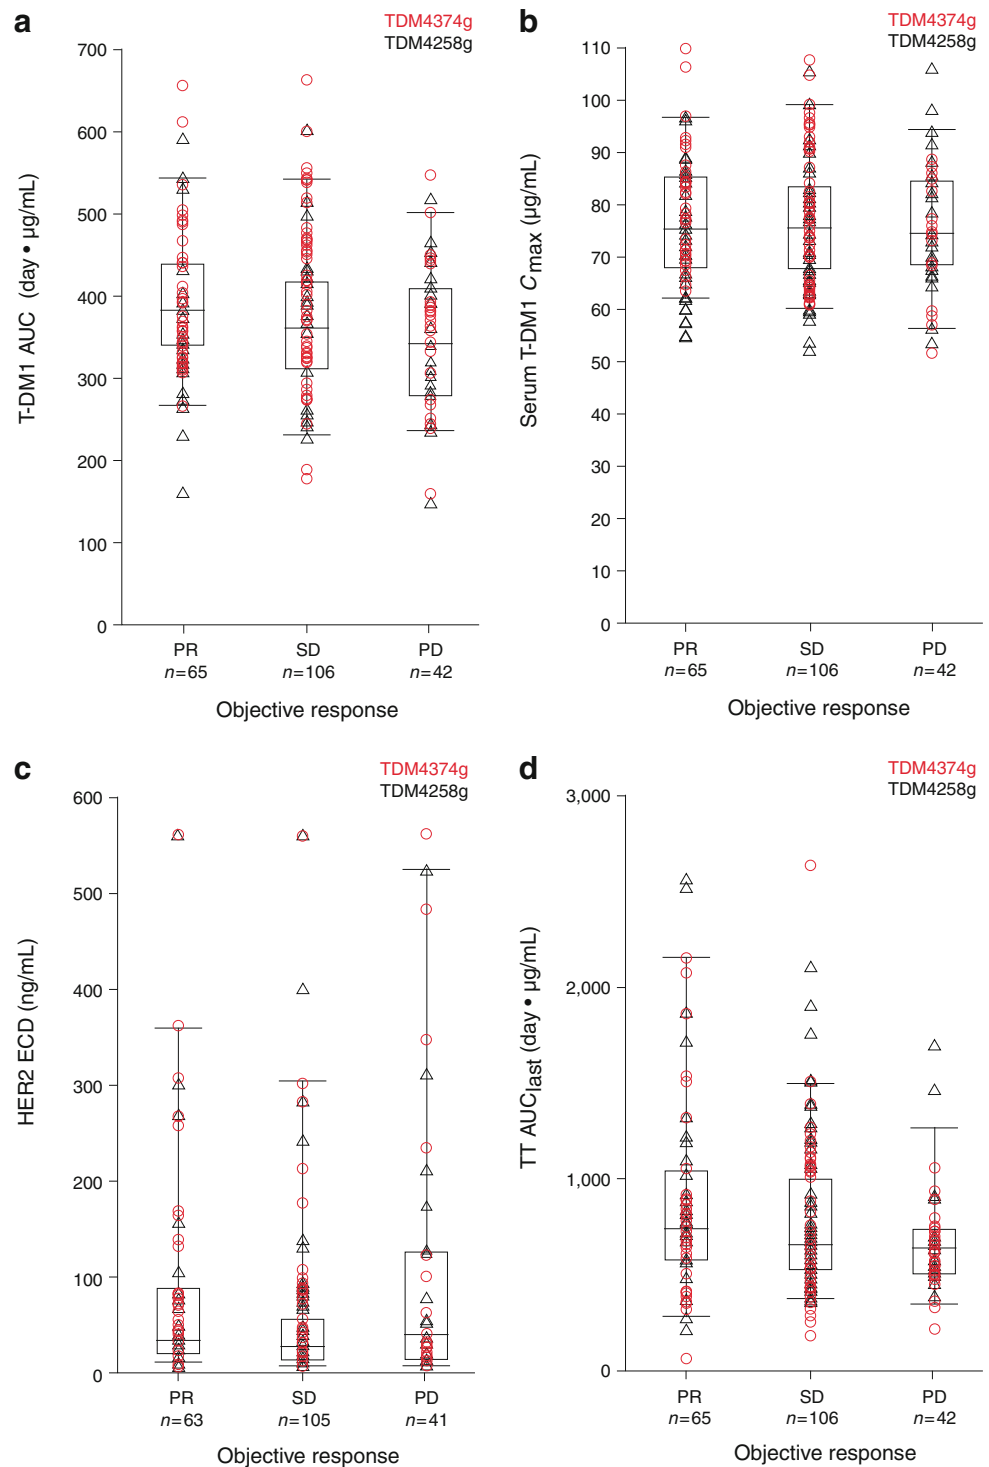 a
TDM4374g
TDM4258g
T-DM1 AUC (day • µg/mL)
700
600
500
400
300
200
100
0
PR
n=65
SD
n=106
PD
n=42
Objective response
b
TDM4374g
TDM4258g
Serum T-DM1 Cmax (µg/mL)
110
100
90
80
70
60
50
40
30
20
10
0
PR
n=65
SD
n=106
PD
n=42
Objective response
c
TDM4374g
TDM4258g
HER2 ECD (ng/mL)
600
500
400
300
200
100
0
PR
n=63
SD
n=105
PD
n=41
Objective response
d
TDM4374g
TDM4258g
TT AUClast (day • µg/mL)
3,000
2,000
1,000
0
PR
n=65
SD
n=106
PD
n=42
Objective response